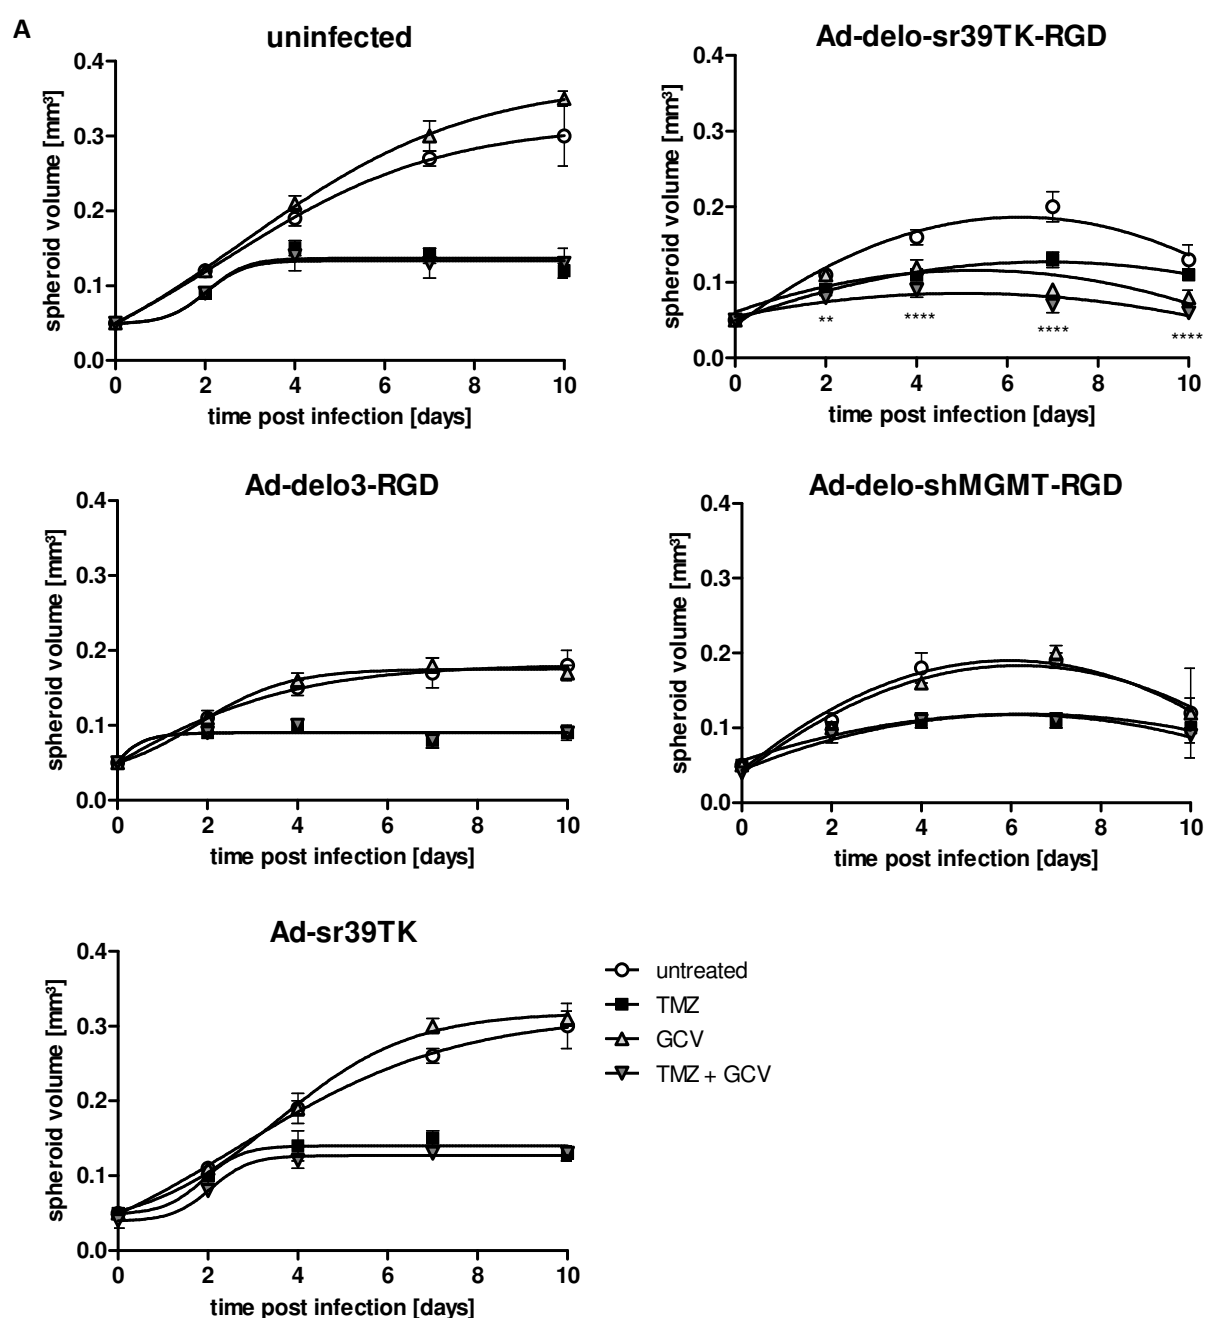 A
uninfected
0.4
0.3
0.2
0.1
0.0
spheroid volume [mm³]
0 2 4 6 8 10
time post infection [days]
Ad-delo-sr39TK-RGD
0.4
0.3
0.2
0.1
0.0
spheroid volume [mm³]
** **** **** ****
0 2 4 6 8 10
time post infection [days]
Ad-delo3-RGD
0.4
0.3
0.2
0.1
0.0
spheroid volume [mm³]
0 2 4 6 8 10
time post infection [days]
Ad-delo-shMGMT-RGD
0.4
0.3
0.2
0.1
0.0
spheroid volume [mm³]
0 2 4 6 8 10
time post infection [days]
Ad-sr39TK
0.4
0.3
0.2
0.1
0.0
spheroid volume [mm³]
0 2 4 6 8 10
time post infection [days]
untreated
TMZ
GCV
TMZ + GCV